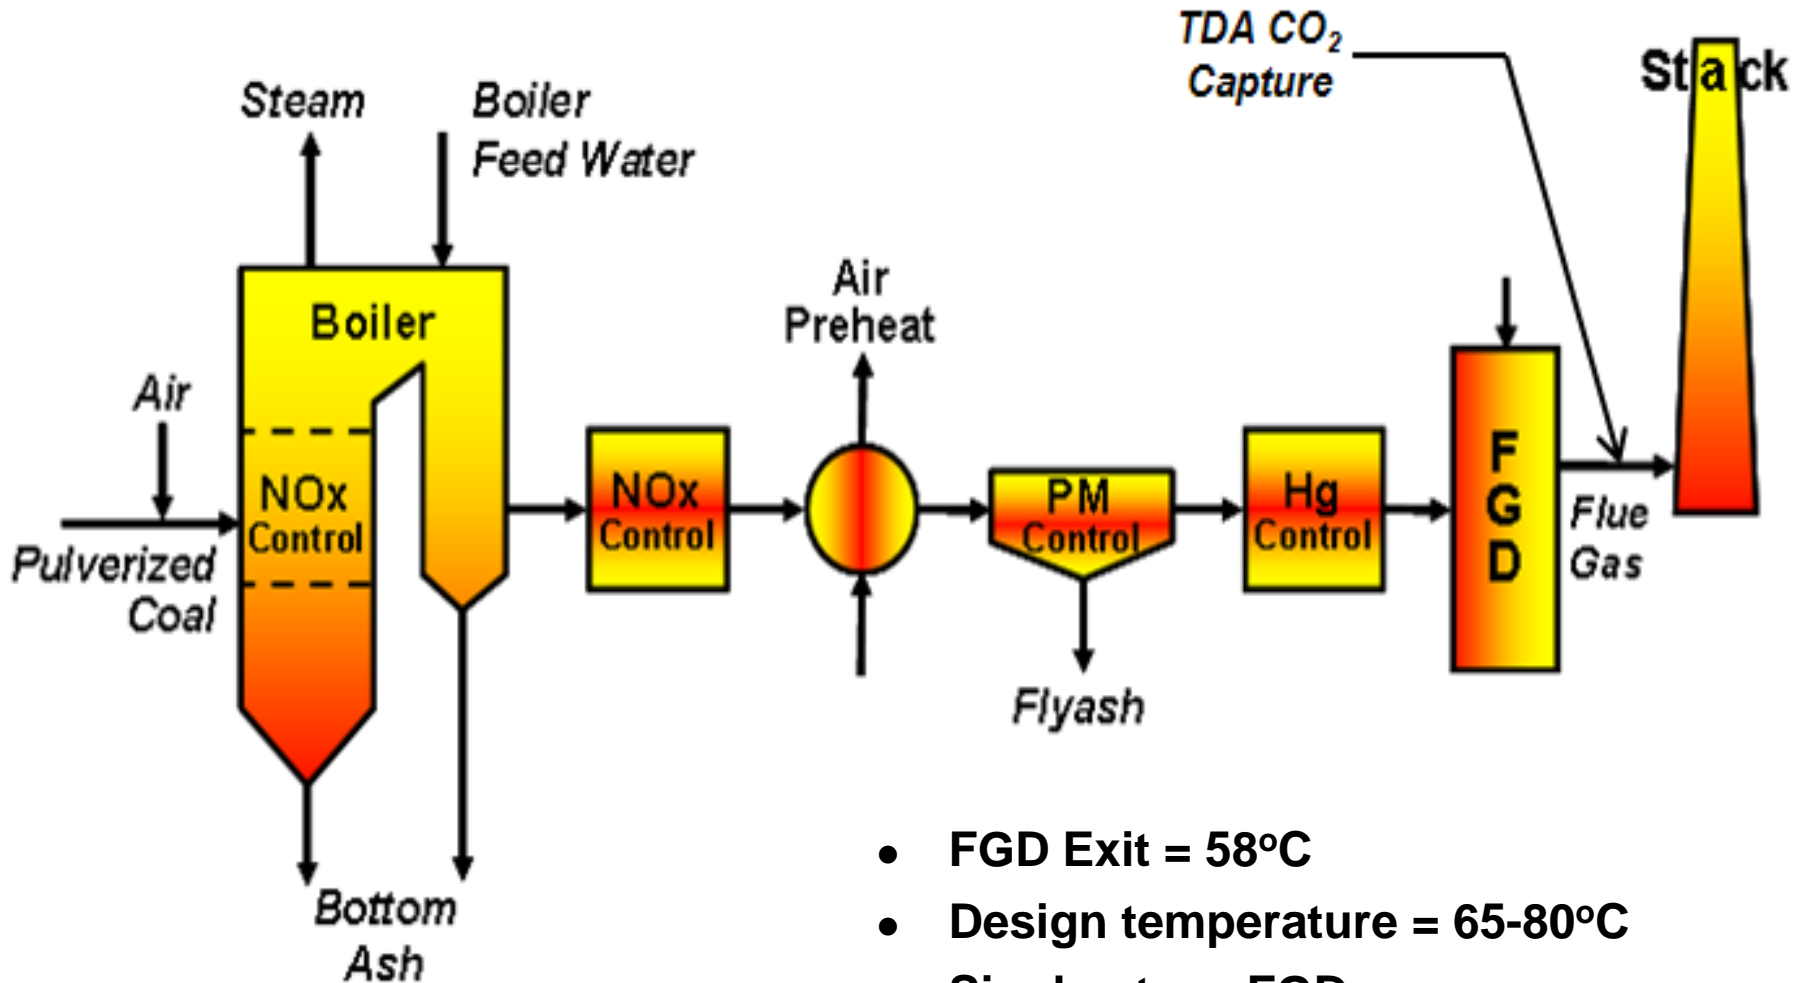 TDA CO₂
Capture
Stack
Steam
Boiler
Feed Water
Boiler
Air
Preheat
Air
NOx
Control
Pulverized
Coal
NOx
Control
PM
Control
Hg
Control
F
G
D
Flue
Gas
Flyash
Bottom
Ash
• FGD Exit = 58ºC
• Design temperature = 65-80ºC